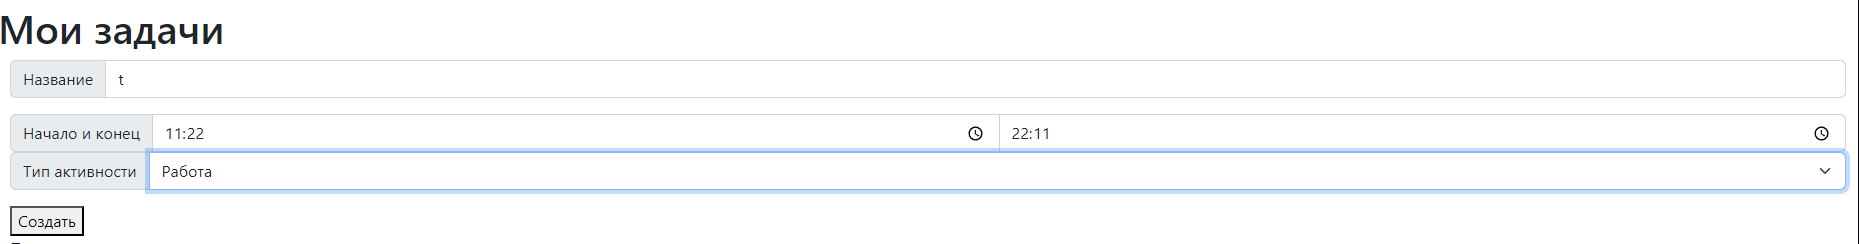 Мои задачи
Название t
Начало и конец 11:22 22:11
Тип активности Работа
Создать